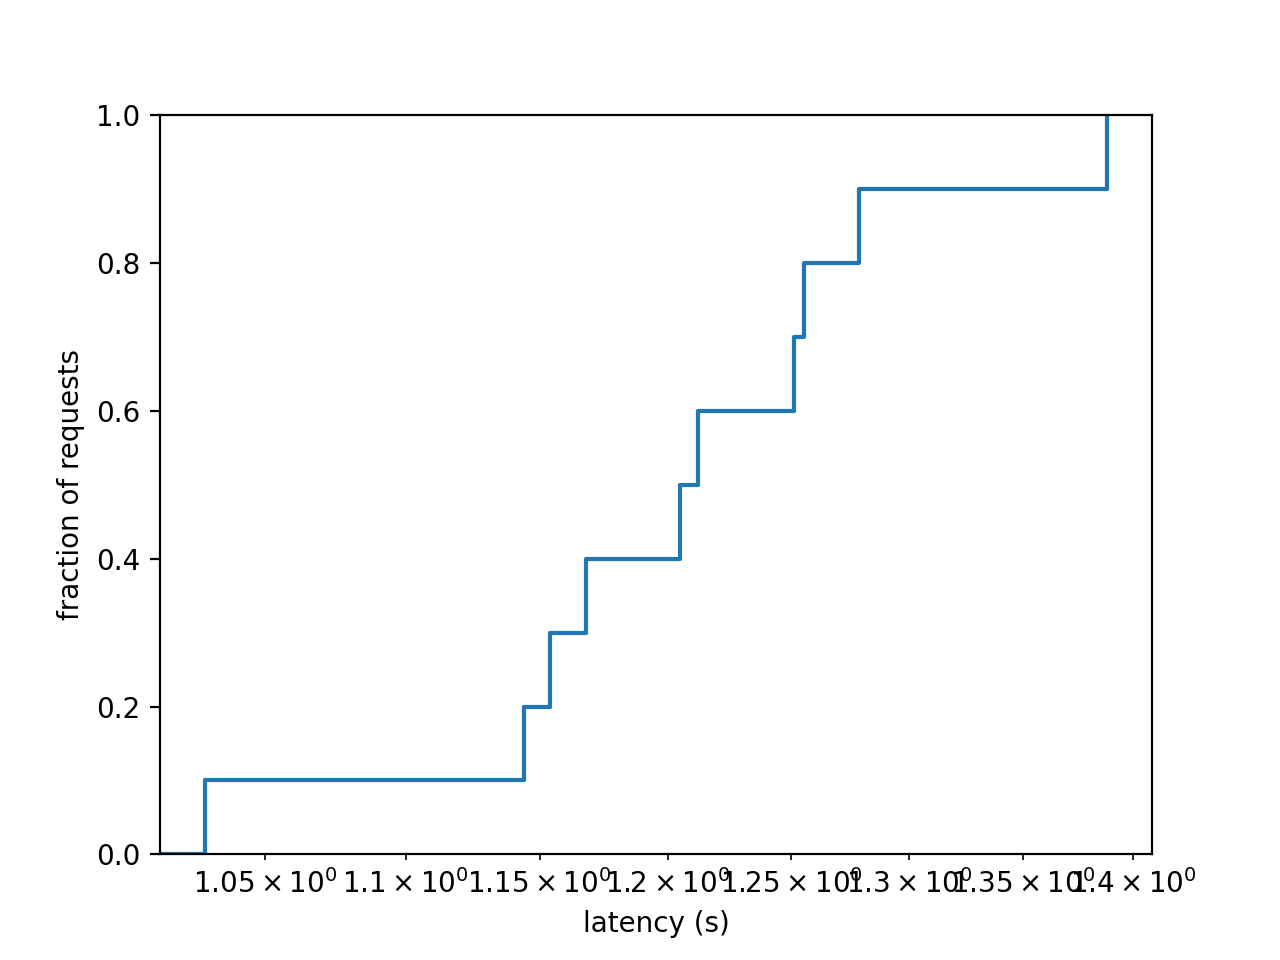 1.0
0.8
0.6
0.4
0.2
0.0
fraction of requests
1.05 × 10⁰ 1.1 × 10⁰ 1.15 × 10⁰ 1.2 × 10⁰ 1.25 × 10⁰ 1.3 × 10⁰ 1.35 × 10⁰ 1.4 × 10⁰
latency (s)